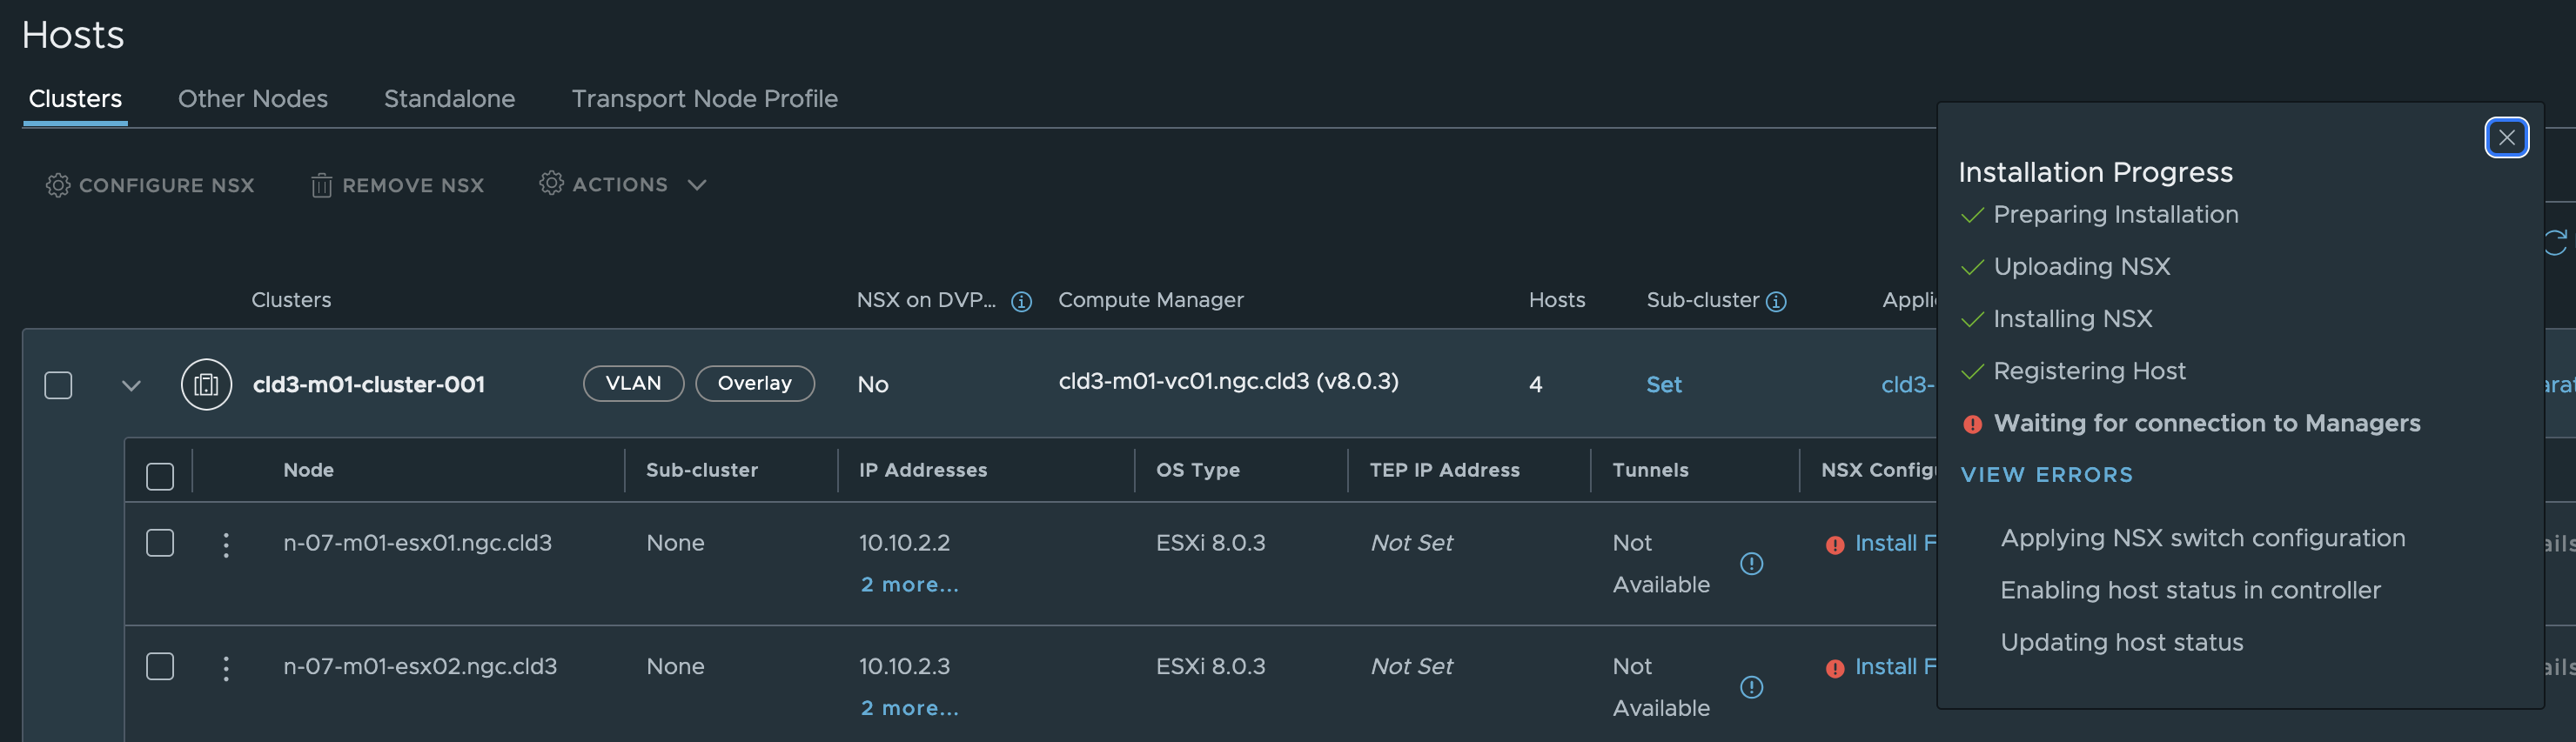 Hosts
Clusters Other Nodes Standalone Transport Node Profile
CONFIGURE NSX REMOVE NSX ACTIONS
Clusters NSX on DVP... Compute Manager Hosts Sub-cluster Appli
cld3-m01-cluster-001 VLAN Overlay No cld3-m01-vc01.ngc.cld3 (v8.0.3) 4 Set cld3-
Node Sub-cluster IP Addresses OS Type TEP IP Address Tunnels NSX Config
n-07-m01-esx01.ngc.cld3 None 10.10.2.2 ESXi 8.0.3 Not Set Not Install F
2 more... Available
n-07-m01-esx02.ngc.cld3 None 10.10.2.3 ESXi 8.0.3 Not Set Not Install F
2 more... Available
Installation Progress
Preparing Installation
Uploading NSX
Installing NSX
Registering Host
Waiting for connection to Managers
VIEW ERRORS
Applying NSX switch configuration
Enabling host status in controller
Updating host status